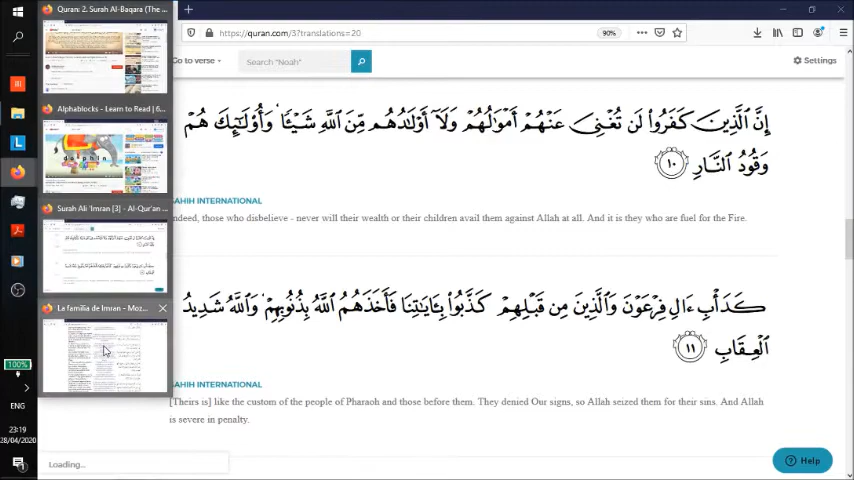 Quran: 2. Surah Al-Baqara (The ...
https://quran.com/3?translations=20
90%
Go to verse
Search "Noah"
Settings
Alphablocks - Learn to Read | 6...
dolphin
إِنَّ ٱلَّذِينَ كَفَرُوا۟ لَن تُغْنِىَ عَنْهُمْ أَمْوَٰلُهُمْ وَلَآ أَوْلَـٰدُهُم مِّنَ ٱللَّهِ شَيْـًٔا ۖ وَأُو۟لَـٰٓئِكَ هُمْ
وَقُودُ ٱلنَّارِ ١٠
Surah Ali 'Imran [3] - Al-Qur'an ...
SAHIH INTERNATIONAL
Indeed, those who disbelieve - never will their wealth or their children avail them against Allah at all. And it is they who are fuel for the Fire.
La familia de Imran - Moz...
كَدَأْبِ ءَالِ فِرْعَوْنَ وَٱلَّذِينَ مِن قَبْلِهِمْ ۚ كَذَّبُوا۟ بِـَٔايَـٰتِنَا فَأَخَذَهُمُ ٱللَّهُ بِذُنُوبِهِمْ ۗ وَٱللَّهُ شَدِيدُ
ٱلْعِقَابِ ١١
SAHIH INTERNATIONAL
[Theirs is] like the custom of the people of Pharaoh and those before them. They denied Our signs, so Allah seized them for their sins. And Allah
is severe in penalty.
100%
ENG
23:19
28/04/2020
Loading...
Help